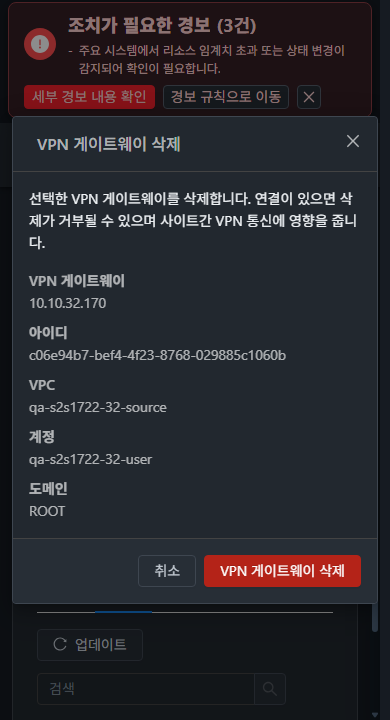 조치가 필요한 경보 (3건)
- 주요 시스템에서 리소스 임계치 초과 또는 상태 변경이
감지되어 확인이 필요합니다.
세부 경보 내용 확인
경보 규칙으로 이동
VPN 게이트웨이 삭제
선택한 VPN 게이트웨이를 삭제합니다. 연결이 있으면 삭
제가 거부될 수 있으며 사이트간 VPN 통신에 영향을 줍니
다.
VPN 게이트웨이
10.10.32.170
아이디
c06e94b7-bef4-4f23-8768-029885c1060b
VPC
qa-s2s1722-32-source
계정
qa-s2s1722-32-user
도메인
ROOT
취소
VPN 게이트웨이 삭제
업데이트
검색